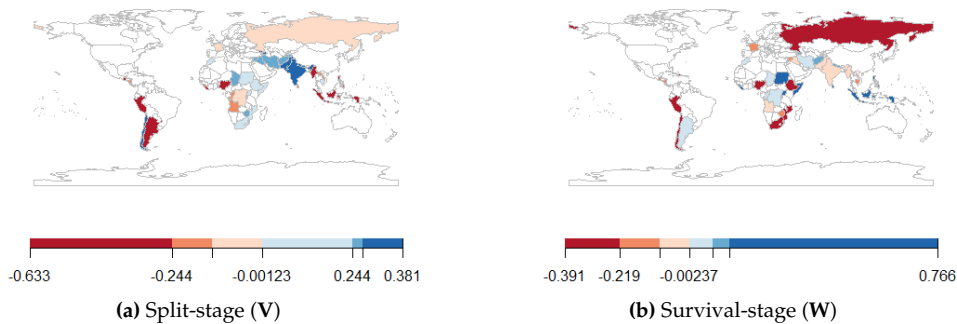 -0.633 -0.244 -0.00123 0.244 0.381
-0.391 -0.219 -0.00237 0.766
(a) Split-stage (V)
(b) Survival-stage (W)